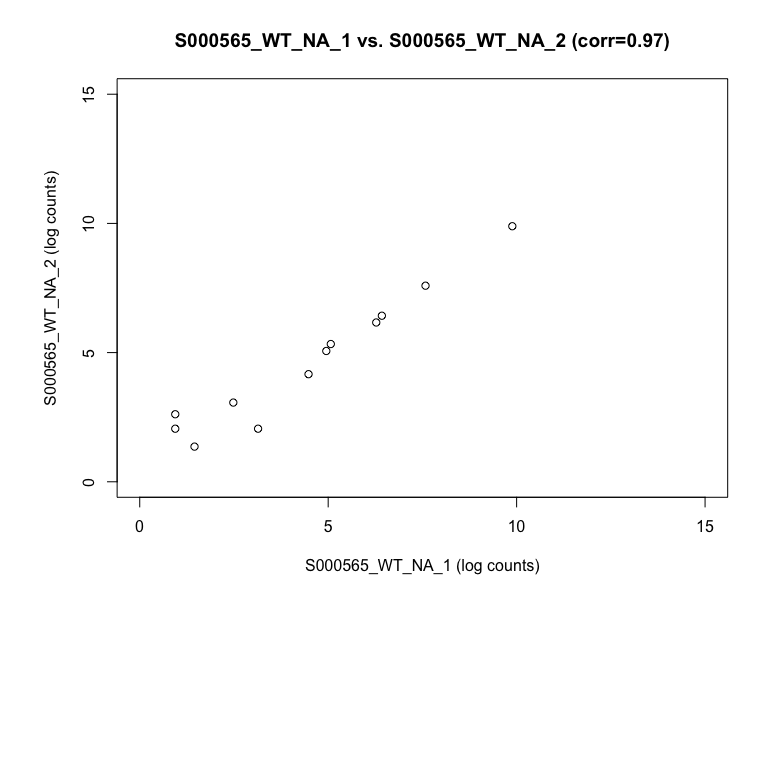 S000565_WT_NA_1 vs. S000565_WT_NA_2 (corr=0.97)
S000565_WT_NA_2 (log counts)
15
10
5
0
0 5 10 15
S000565_WT_NA_1 (log counts)